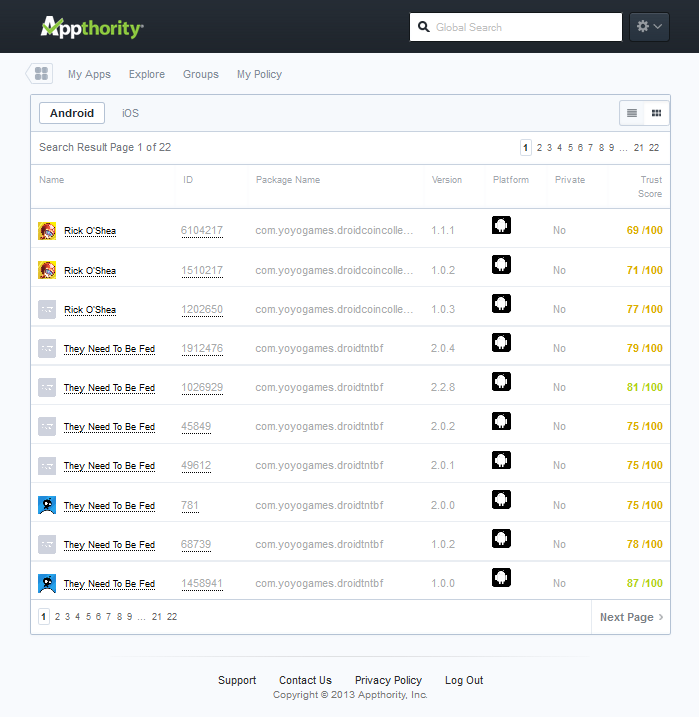 Appthority
Global Search
My Apps Explore Groups My Policy
Android iOS
Search Result Page 1 of 22 1 2 3 4 5 6 7 8 9 ... 21 22
Name ID Package Name Version Platform Private Trust Score
Rick O'Shea 6104217 com.yoyogames.droidcoincolle... 1.1.1 No 69 /100
Rick O'Shea 1510217 com.yoyogames.droidcoincolle... 1.0.2 No 71 /100
Rick O'Shea 1202650 com.yoyogames.droidcoincolle... 1.0.3 No 77 /100
They Need To Be Fed 1912476 com.yoyogames.droidtntbf 2.0.4 No 79 /100
They Need To Be Fed 1026929 com.yoyogames.droidtntbf 2.2.8 No 81 /100
They Need To Be Fed 45849 com.yoyogames.droidtntbf 2.0.2 No 75 /100
They Need To Be Fed 49612 com.yoyogames.droidtntbf 2.0.1 No 75 /100
They Need To Be Fed 781 com.yoyogames.droidtntbf 2.0.0 No 75 /100
They Need To Be Fed 68739 com.yoyogames.droidtntbf 1.0.2 No 78 /100
They Need To Be Fed 1458941 com.yoyogames.droidtntbf 1.0.0 No 87 /100
1 2 3 4 5 6 7 8 9 ... 21 22 Next Page >
Support Contact Us Privacy Policy Log Out
Copyright © 2013 Appthority, Inc.